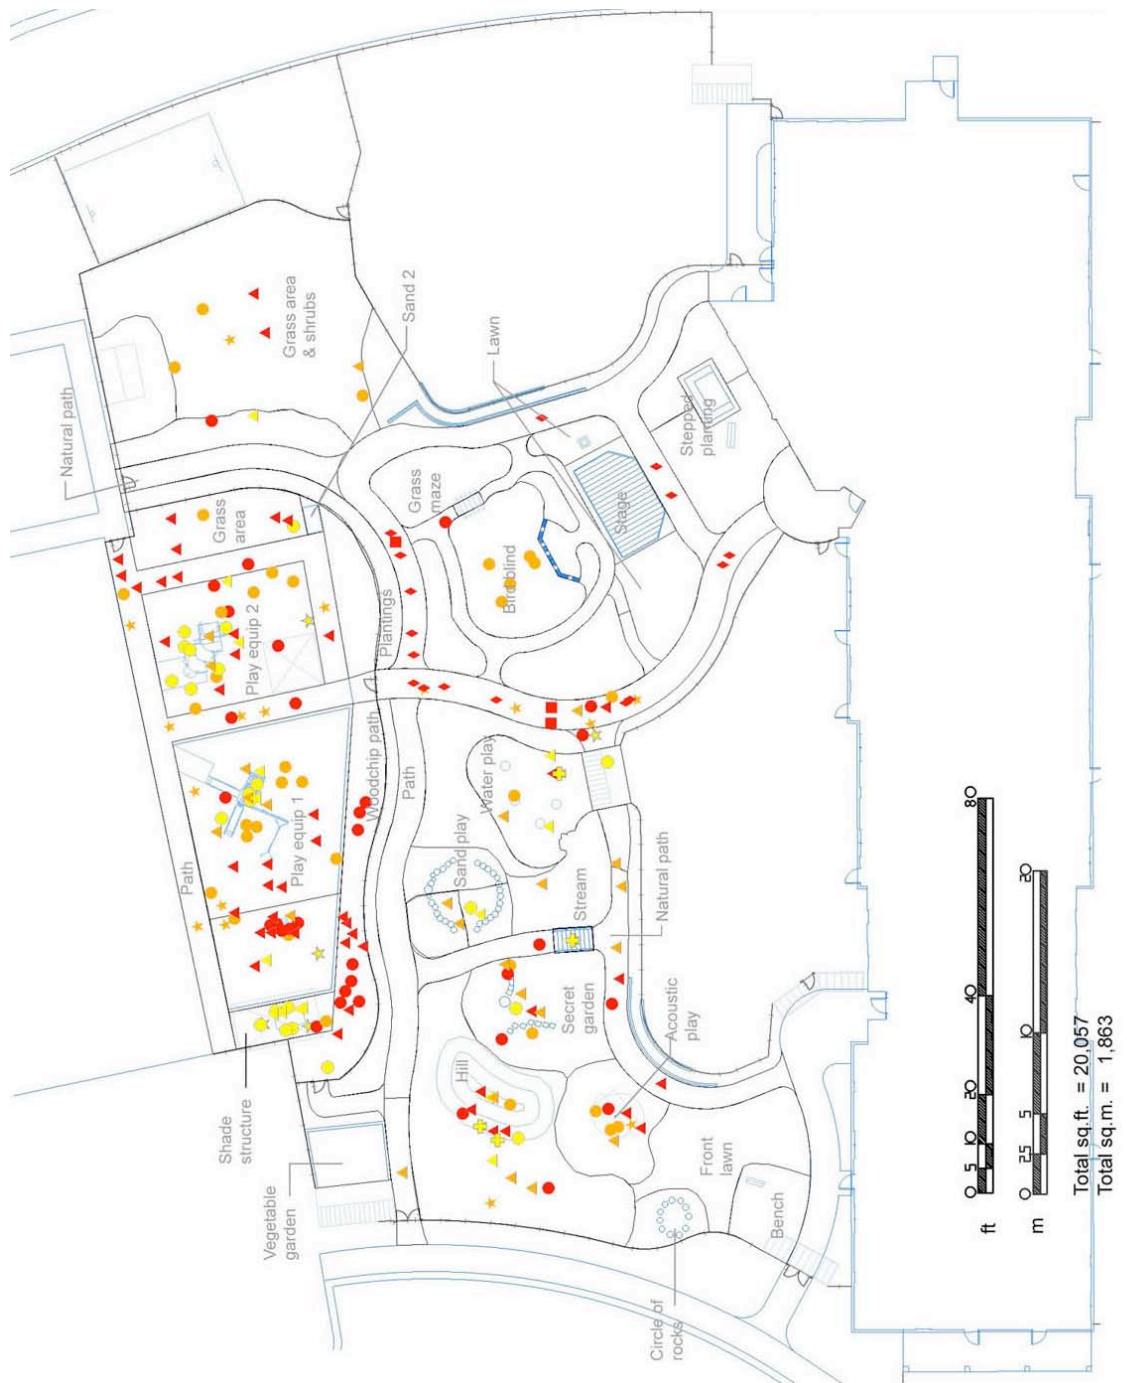 Natural path
Grass area
& shrubs
Sand 2
Lawn
Grass
area
Grass
maze
Stepped
planting
Stage
Birdblind
Play equip 2
Plantings
Path
Play equip 1
Woodchip path
Path
Water play
Sand play
Stream
Natural path
Secret
garden
Acoustic
play
Hill
Shade
structure
Vegetable
garden
Front
lawn
Bench
Circle of
rocks
0 5 10 20 40 80
ft
0 2.5 5 10 20
m
Total sq.ft. = 20,057
Total sq.m. = 1,863